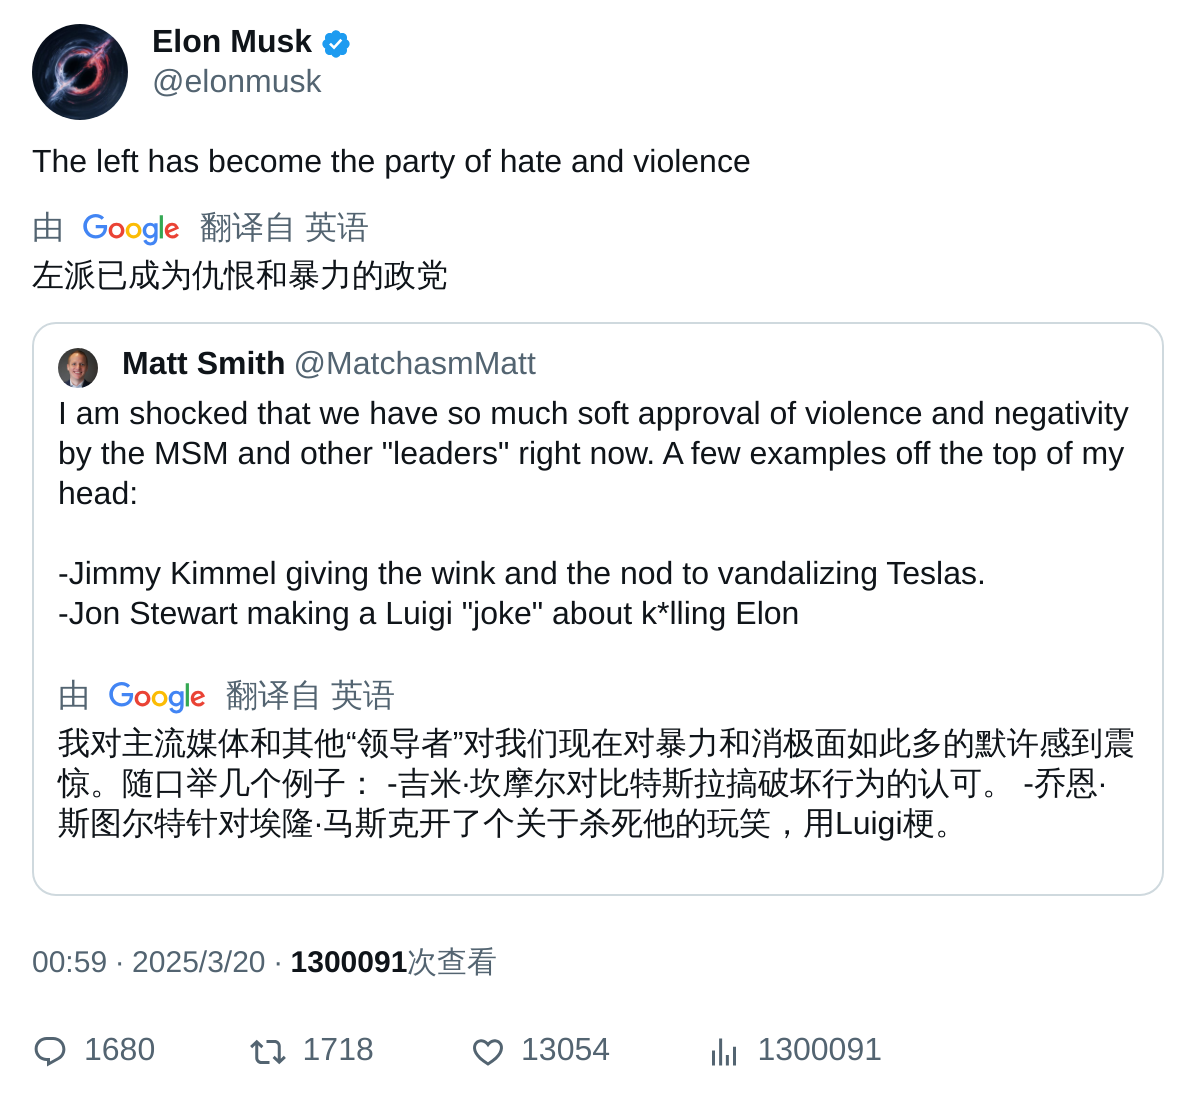 Elon Musk
@elonmusk
The left has become the party of hate and violence
由 Google 翻译自 英语
左派已成为仇恨和暴力的政党
Matt Smith @MatchasmMatt
I am shocked that we have so much soft approval of violence and negativity
by the MSM and other "leaders" right now. A few examples off the top of my
head:
-Jimmy Kimmel giving the wink and the nod to vandalizing Teslas.
-Jon Stewart making a Luigi "joke" about k*lling Elon
由 Google 翻译自 英语
我对主流媒体和其他“领导者”对我们现在对暴力和消极面如此多的默许感到震
惊。随口举几个例子： -吉米·坎摩尔对比特斯拉搞破坏行为的认可。 -乔恩·
斯图尔特针对埃隆·马斯克开了个关于杀死他的玩笑，用Luigi梗。
00:59 · 2025/3/20 · 1300091次查看
1680 1718 13054 1300091